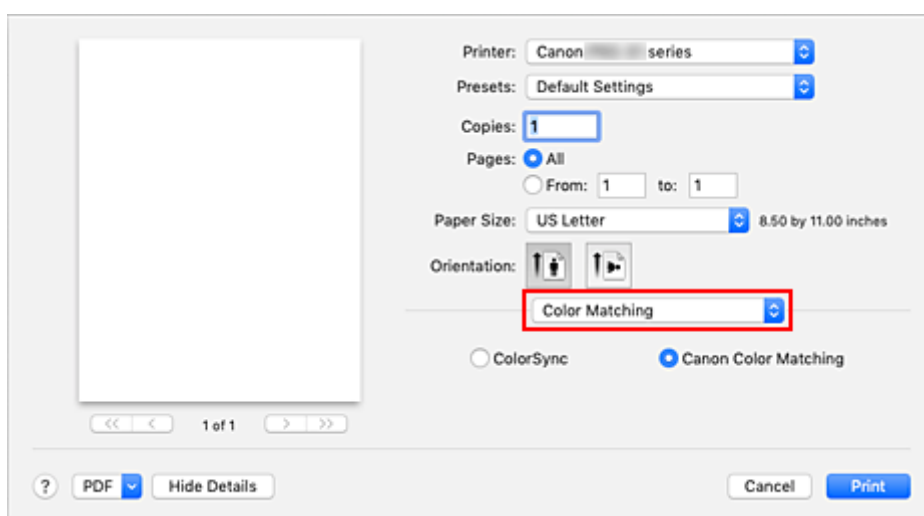 Printer: Canon series
Presets: Default Settings
Copies: 1
Pages: All
From: 1 to: 1
Paper Size: US Letter 8.50 by 11.00 inches
Orientation:
Color Matching
ColorSync Canon Color Matching
<< < 1 of 1 > >>
? PDF Hide Details Cancel Print